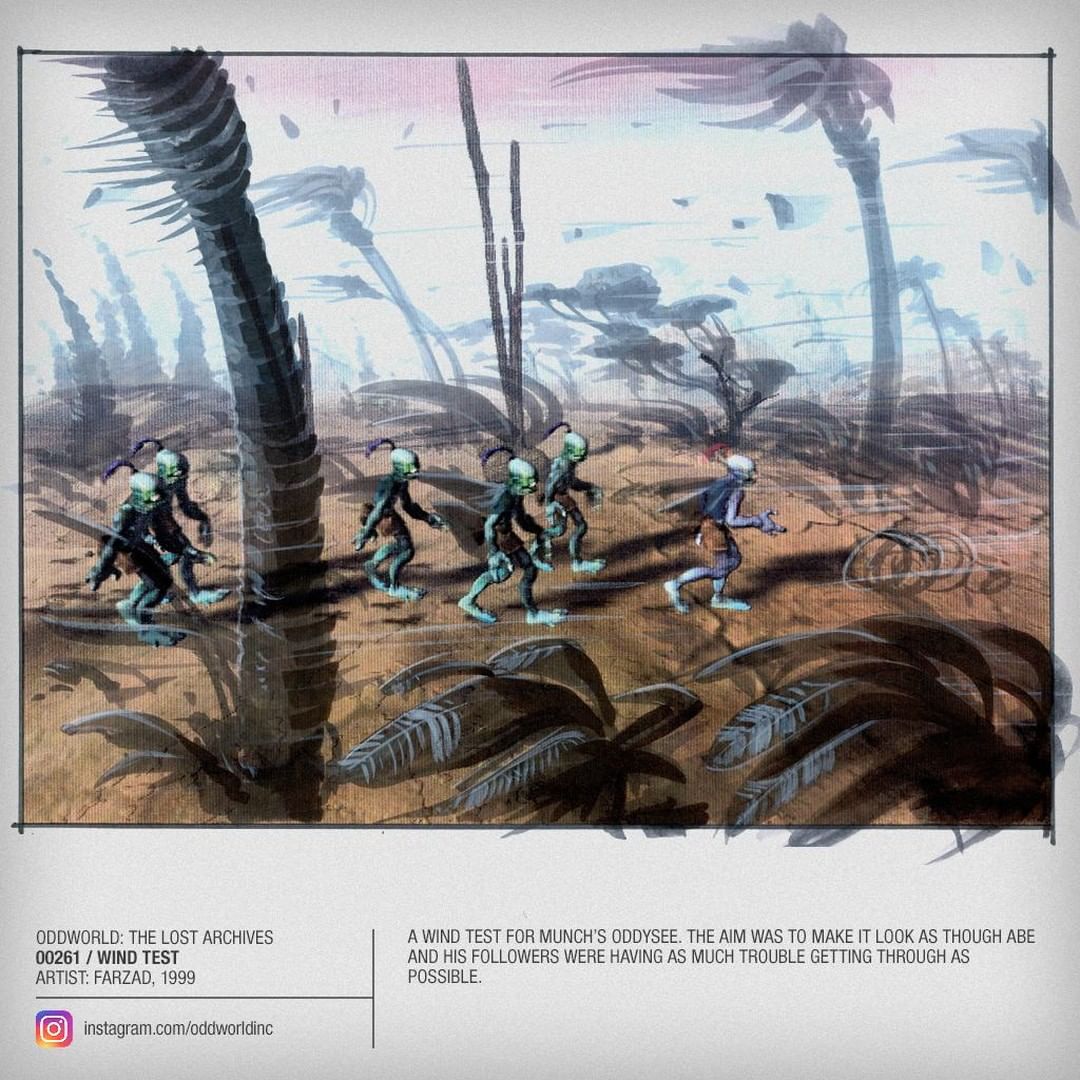 ODDWORLD: THE LOST ARCHIVES
00261 / WIND TEST
ARTIST: FARZAD, 1999
instagram.com/oddworldinc
A WIND TEST FOR MUNCH'S ODDYSEE. THE AIM WAS TO MAKE IT LOOK AS THOUGH ABE
AND HIS FOLLOWERS WERE HAVING AS MUCH TROUBLE GETTING THROUGH AS
POSSIBLE.